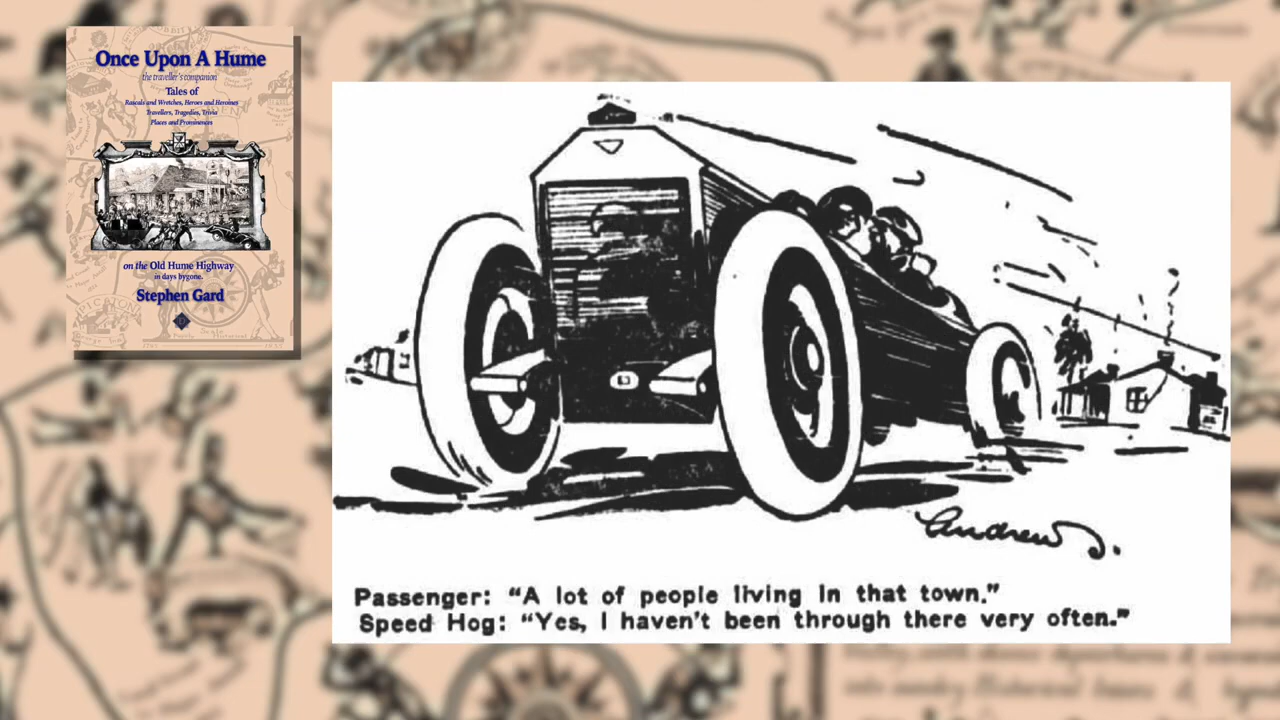 Once Upon A Hume
the traveller's companion
Tales of
Rascals and Wretches, Heroes and Heroines
Travellers, Tragedies, Trivia
Places and Prominences
on the Old Hume Highway
in days bygone.
Stephen Gard
Andrews.
Passenger: “A lot of people living in that town.”
Speed Hog: “Yes, I haven't been through there very often.”